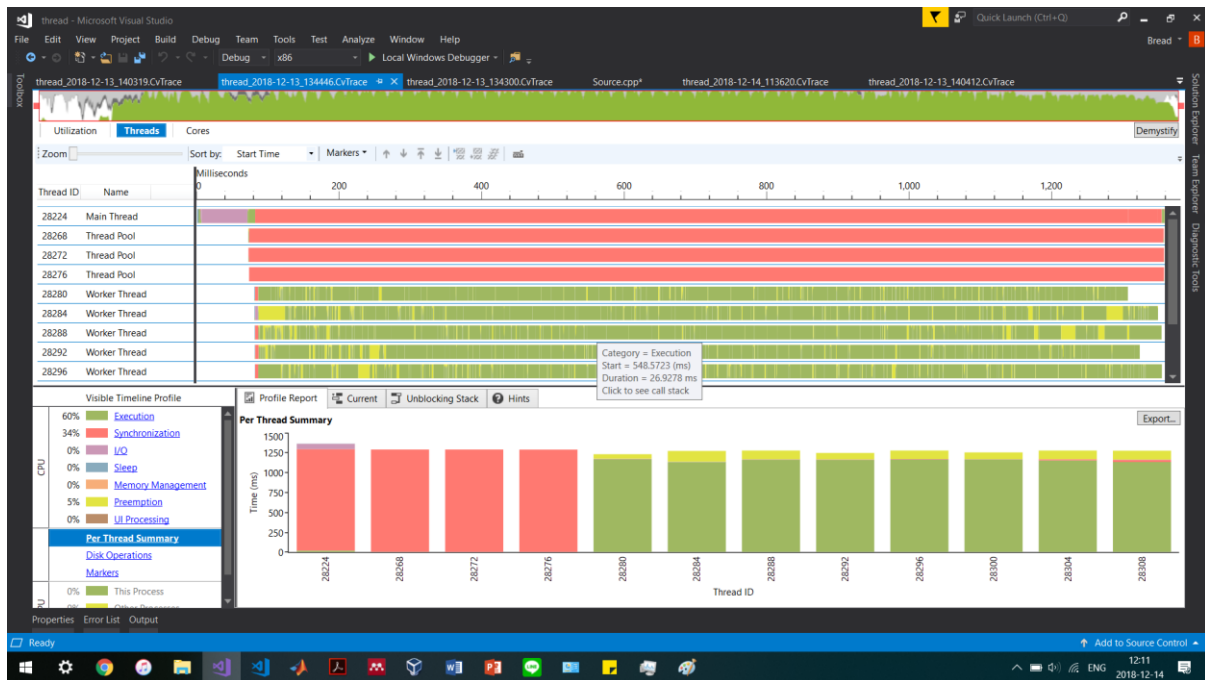 thread - Microsoft Visual Studio
Quick Launch (Ctrl+Q)
File Edit View Project Build Debug Team Tools Test Analyze Window Help
Bread
B
Debug x86 Local Windows Debugger
thread_2018-12-13_140319.CvTrace thread_2018-12-13_134446.CvTrace thread_2018-12-13_134300.CvTrace Source.cpp* thread_2018-12-14_113620.CvTrace thread_2018-12-13_140412.CvTrace
Toolbox
Solution Explorer
Team Explorer
Diagnostic Tools
Utilization Threads Cores
Demystify
Zoom Sort by: Start Time Markers
Milliseconds
Thread ID Name 0 200 400 600 800 1,000 1,200
28224 Main Thread
28268 Thread Pool
28272 Thread Pool
28276 Thread Pool
28280 Worker Thread
28284 Worker Thread
28288 Worker Thread
28292 Worker Thread
28296 Worker Thread
Category = Execution
Start = 548.5723 (ms)
Duration = 26.9278 ms
Click to see call stack
Visible Timeline Profile
CPU
60% Execution
34% Synchronization
0% I/O
0% Sleep
0% Memory Management
5% Preemption
0% UI Processing
Per Thread Summary
Disk Operations
Markers
0% This Process
0% Other Processes
Profile Report Current Unblocking Stack Hints
Per Thread Summary
Export...
Time (ms)
1500
1250
1000
750
500
250
0
28224 28268 28272 28276 28280 28284 28288 28292 28296 28300 28304 28308
Thread ID
Properties Error List Output
Ready
Add to Source Control
ENG
12:11
2018-12-14